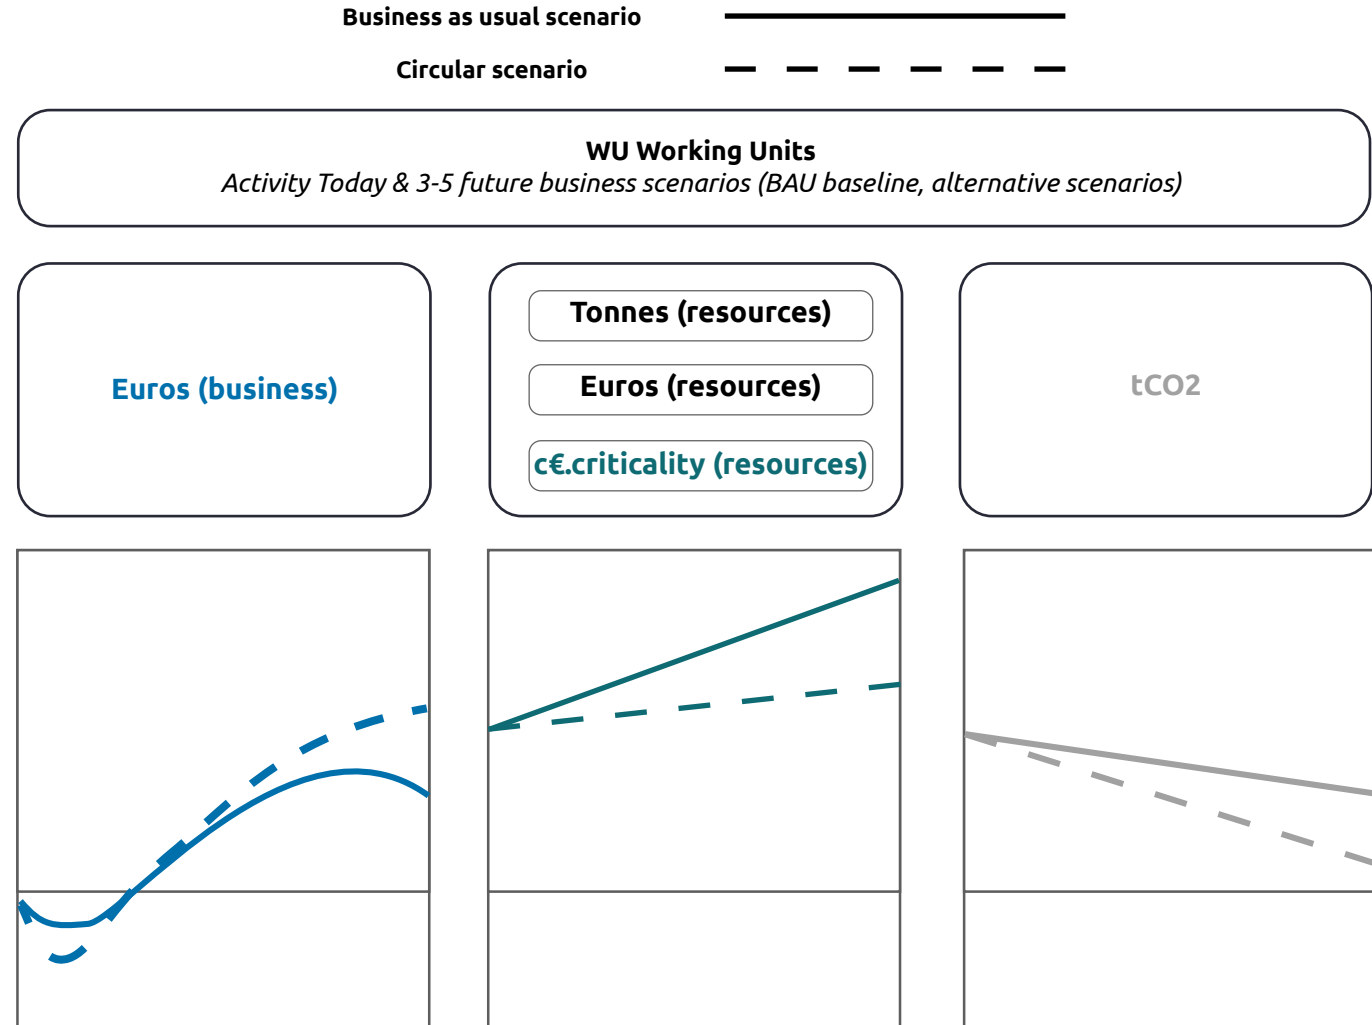 Business as usual scenario
Circular scenario
WU Working Units
Activity Today & 3-5 future business scenarios (BAU baseline, alternative scenarios)
Euros (business)
Tonnes (resources)
Euros (resources)
c€.criticality (resources)
tCO2